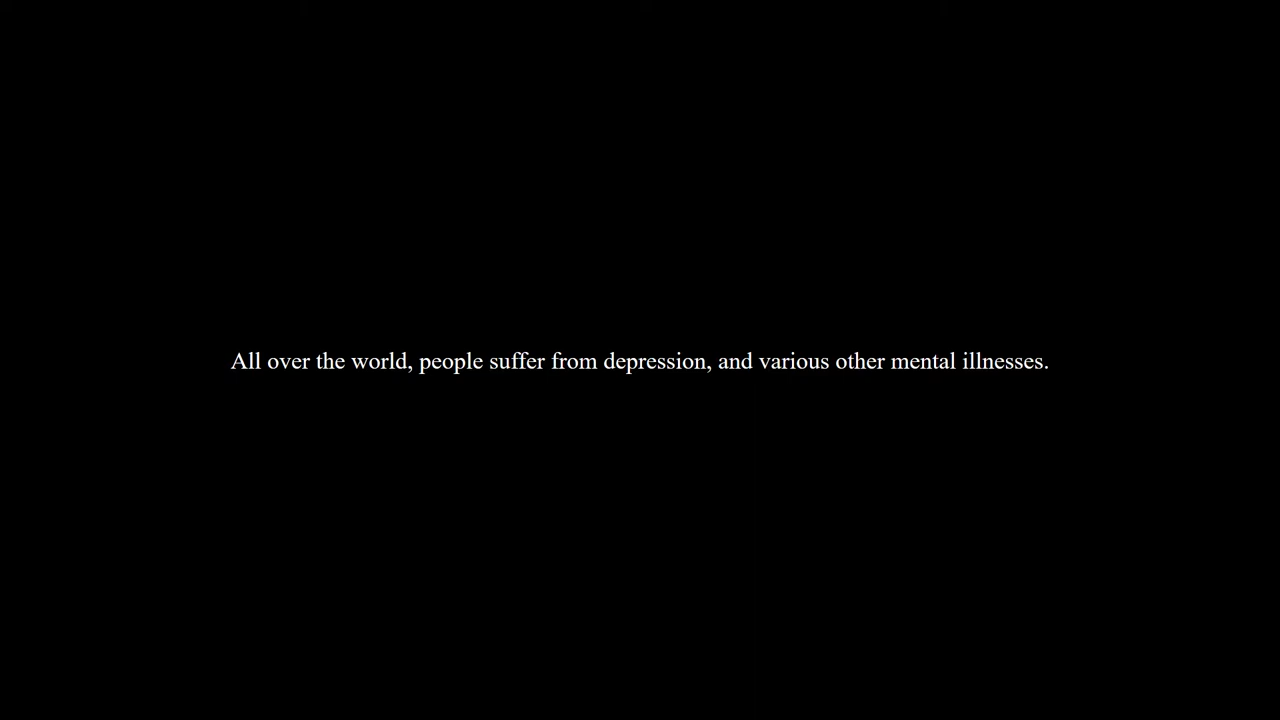 All over the world, people suffer from depression, and various other mental illnesses.